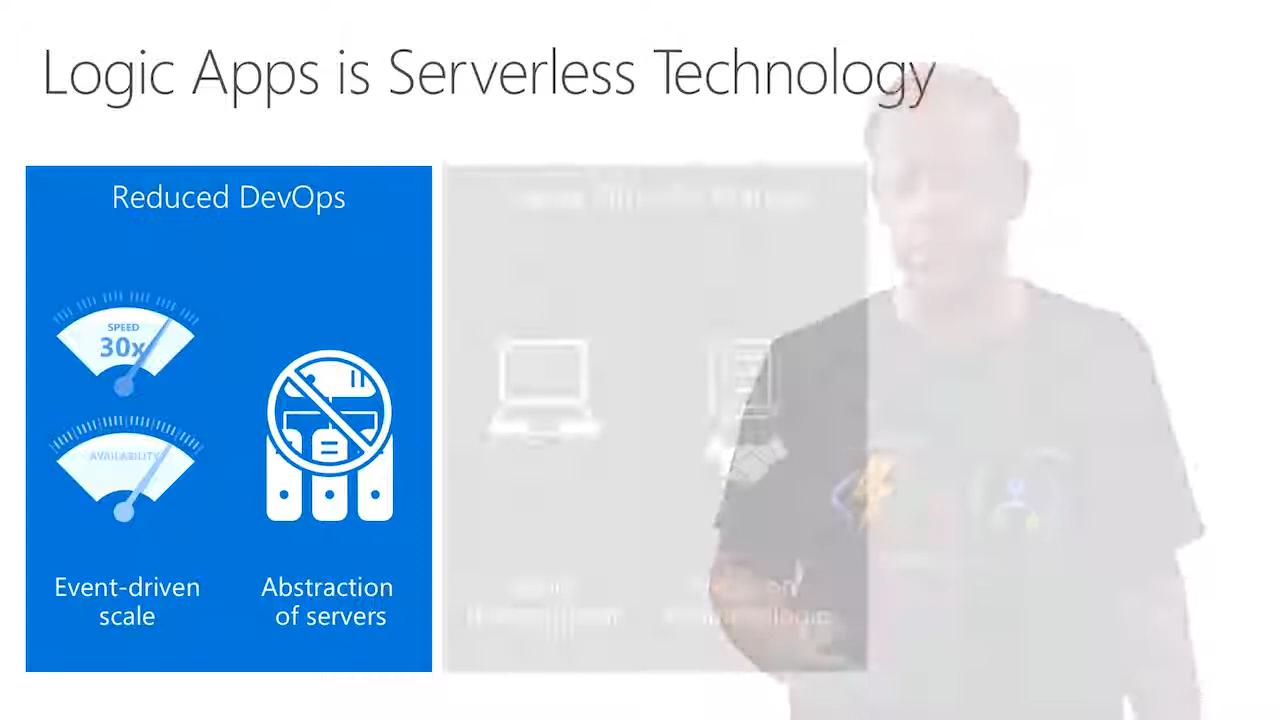 Logic Apps is Serverless Technology
Reduced DevOps
SPEED
30x
AVAILABILITY
Event-driven
scale
Abstraction
of servers